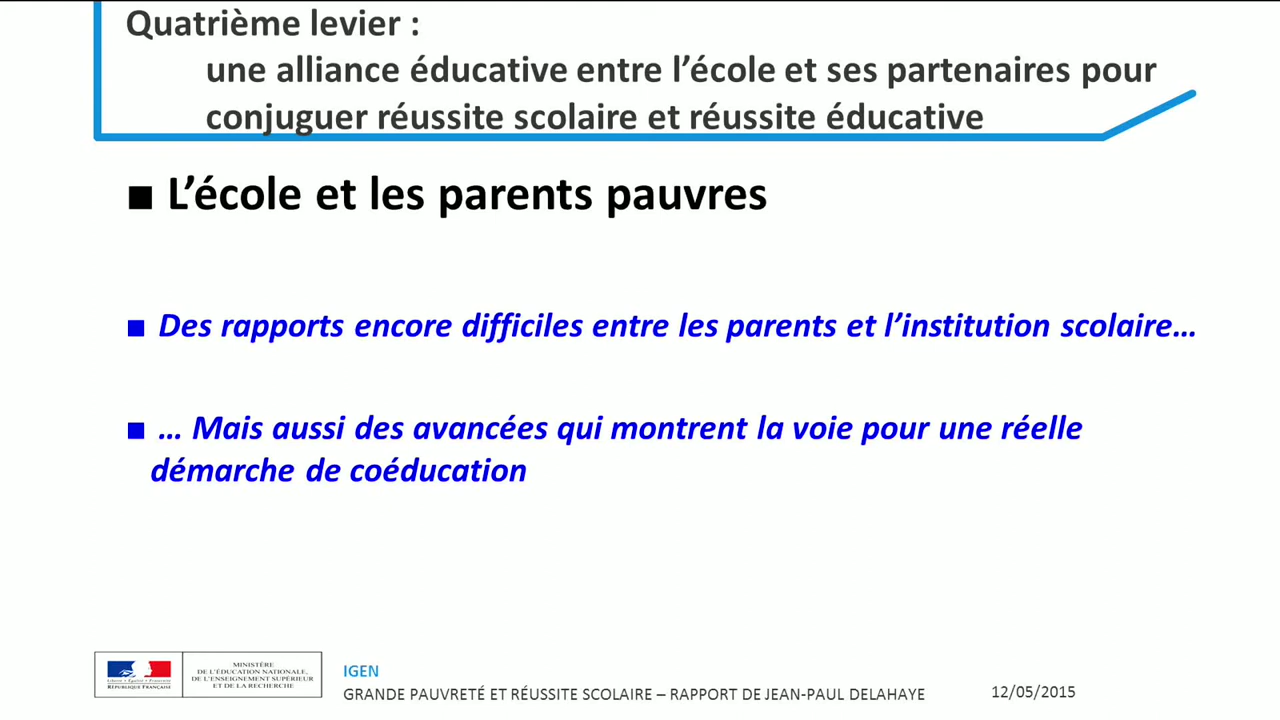 Quatrième levier :
une alliance éducative entre l’école et ses partenaires pour
conjuguer réussite scolaire et réussite éducative
■ L’école et les parents pauvres
■ Des rapports encore difficiles entre les parents et l’institution scolaire…
■ … Mais aussi des avancées qui montrent la voie pour une réelle
démarche de coéducation
Liberté • Égalité • Fraternité
RÉPUBLIQUE FRANÇAISE
MINISTÈRE
DE L’ÉDUCATION NATIONALE,
DE L’ENSEIGNEMENT SUPÉRIEUR
ET DE LA RECHERCHE
IGEN
GRANDE PAUVRETÉ ET RÉUSSITE SCOLAIRE – RAPPORT DE JEAN-PAUL DELAHAYE
12/05/2015